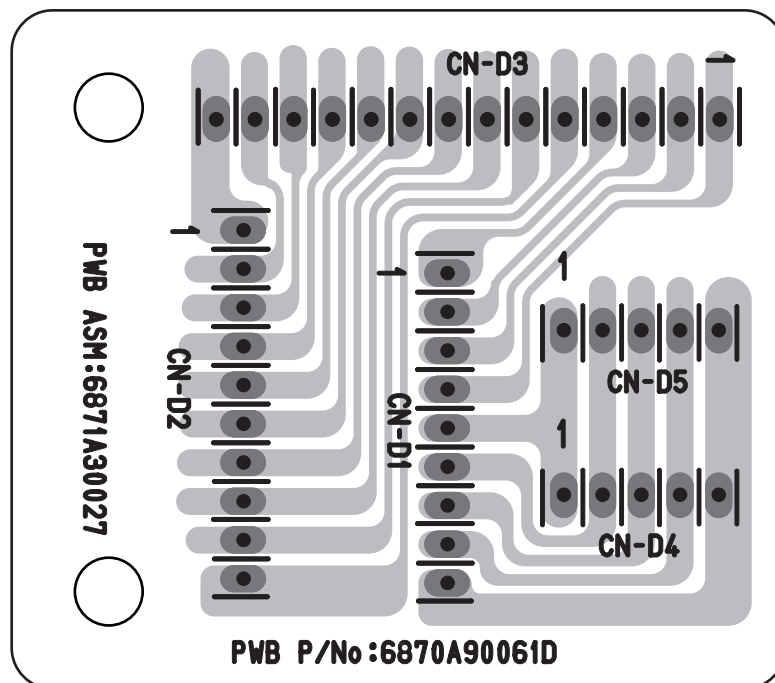 CN-D3
1
1
1
1
PWB ASM:6871A30027
CN-D2
CN-D5
CN-D1
1
CN-D4
PWB P/No:6870A90061D